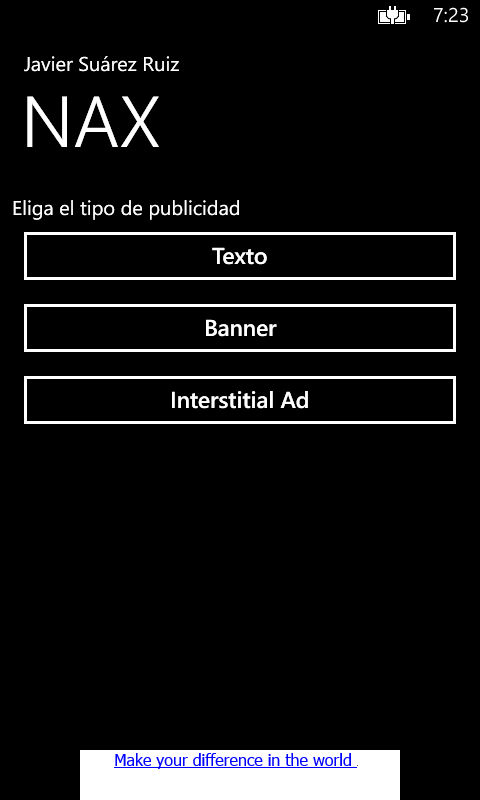 7:23
Javier Suárez Ruiz
NAX
Eliga el tipo de publicidad
Texto
Banner
Interstitial Ad
Make your difference in the world .